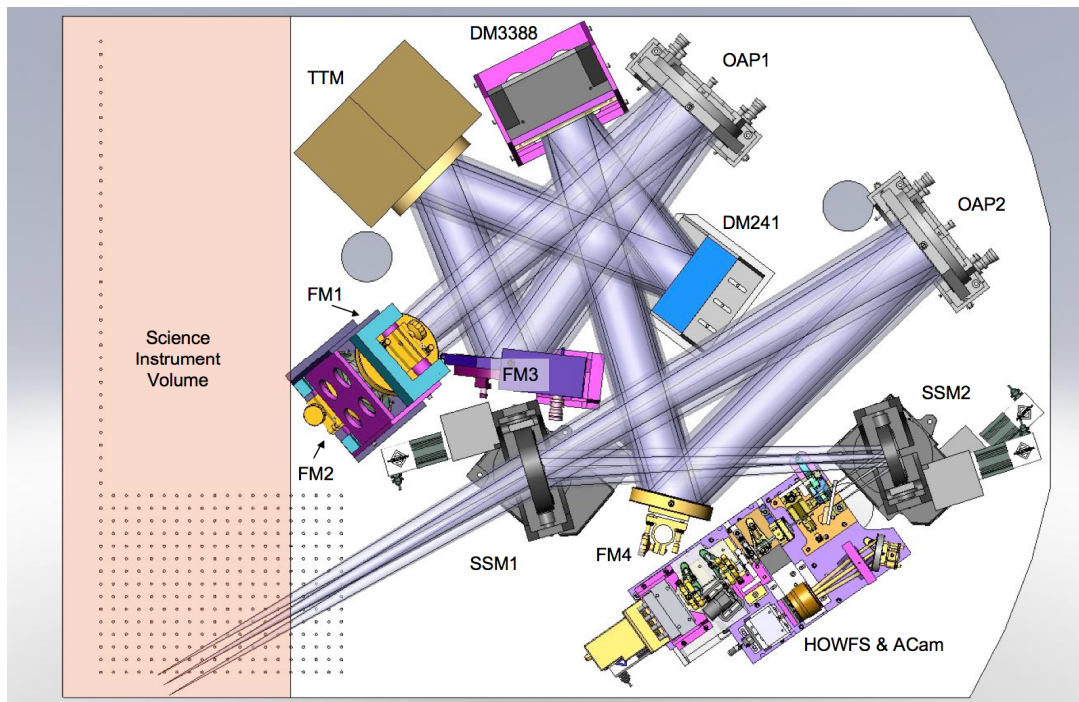 DM3388
OAP1
TTM
OAP2
DM241
FM1
Science
Instrument
Volume
FM3
SSM2
FM2
SSM1
FM4
HOWFS & ACam